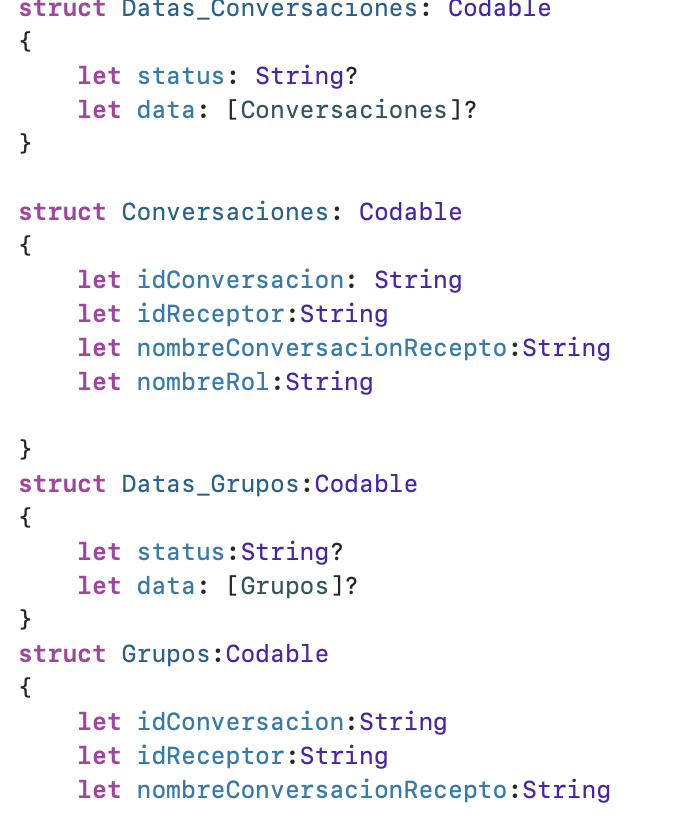 struct Datas_Conversaciones: Codable
{
    let status: String?
    let data: [Conversaciones]?
}
struct Conversaciones: Codable
{
    let idConversacion: String
    let idReceptor:String
    let nombreConversacionRecepto:String
    let nombreRol:String
}
struct Datas_Grupos:Codable
{
    let status:String?
    let data: [Grupos]?
}
struct Grupos:Codable
{
    let idConversacion:String
    let idReceptor:String
    let nombreConversacionRecepto:String